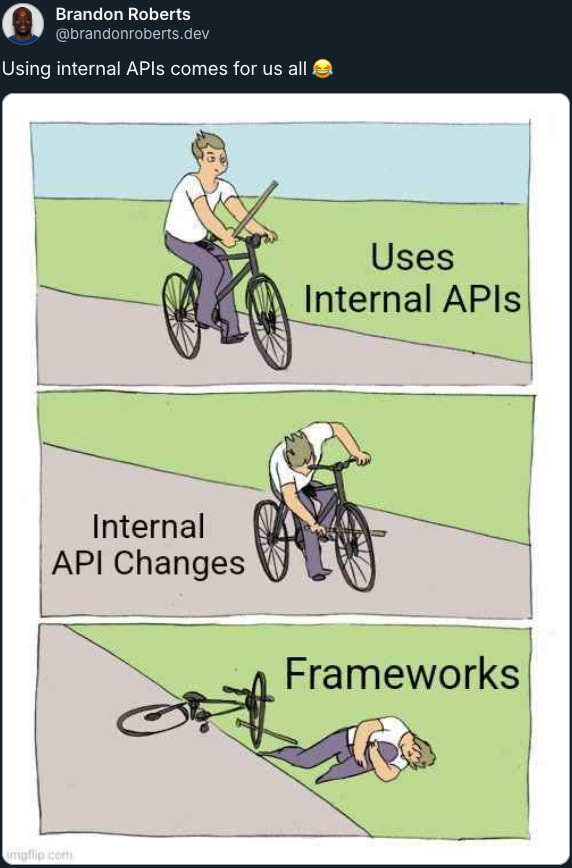 Brandon Roberts
@brandonroberts.dev
Using internal APIs comes for us all 😂
Uses
Internal APIs
Internal
API Changes
Frameworks
imgflip.com